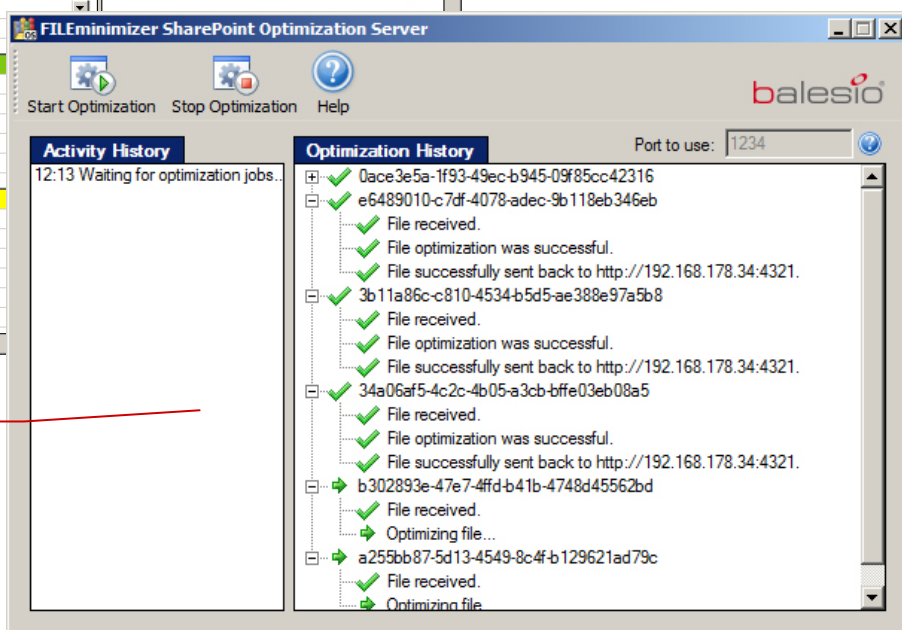 FILEminimizer SharePoint Optimization Server
Start Optimization Stop Optimization Help
balesio
Port to use: 1234
Activity History
12:13 Waiting for optimization jobs..
Optimization History
0ace3e5a-1f93-49ec-b945-09f85cc42316
e6489010-c7df-4078-adec-9b118eb346eb
File received.
File optimization was successful.
File successfully sent back to http://192.168.178.34:4321.
3b11a86c-c810-4534-b5d5-ae388e97a5b8
File received.
File optimization was successful.
File successfully sent back to http://192.168.178.34:4321.
34a06af5-4c2c-4b05-a3cb-bffe03eb08a5
File received.
File optimization was successful.
File successfully sent back to http://192.168.178.34:4321.
b302893e-47e7-4ffd-b41b-4748d45562bd
File received.
Optimizing file...
a255bb87-5d13-4549-8c4f-b129621ad79c
File received.
Optimizing file